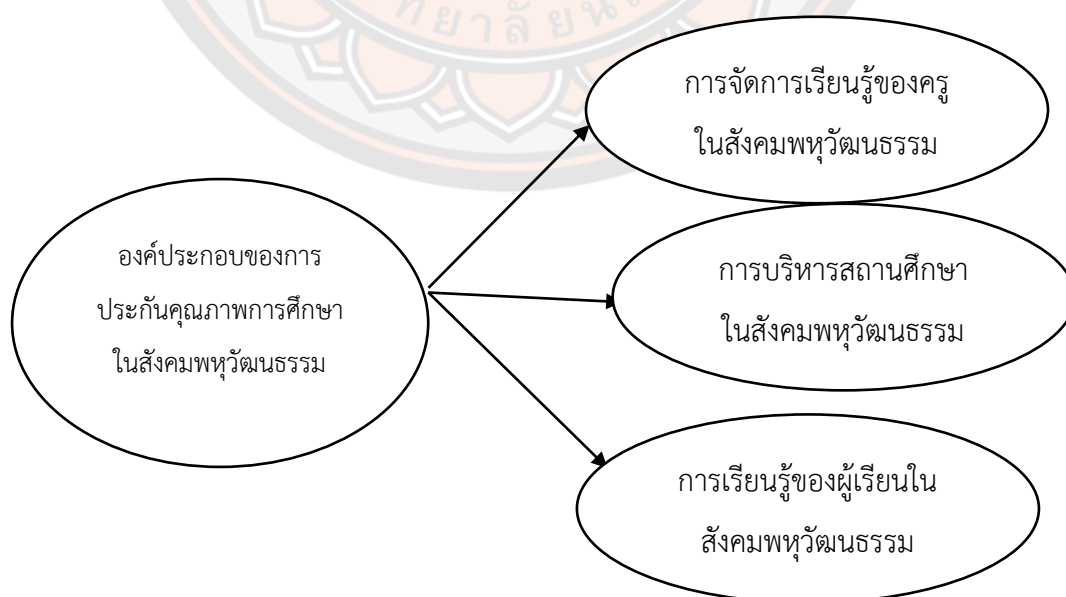 การจัดการเรียนรู้ของครู
ในสังคมพหุวัฒนธรรม
องค์ประกอบของการ
ประกันคุณภาพการศึกษา
ในสังคมพหุวัฒนธรรม
การบริหารสถานศึกษา
ในสังคมพหุวัฒนธรรม
การเรียนรู้ของผู้เรียนใน
สังคมพหุวัฒนธรรม